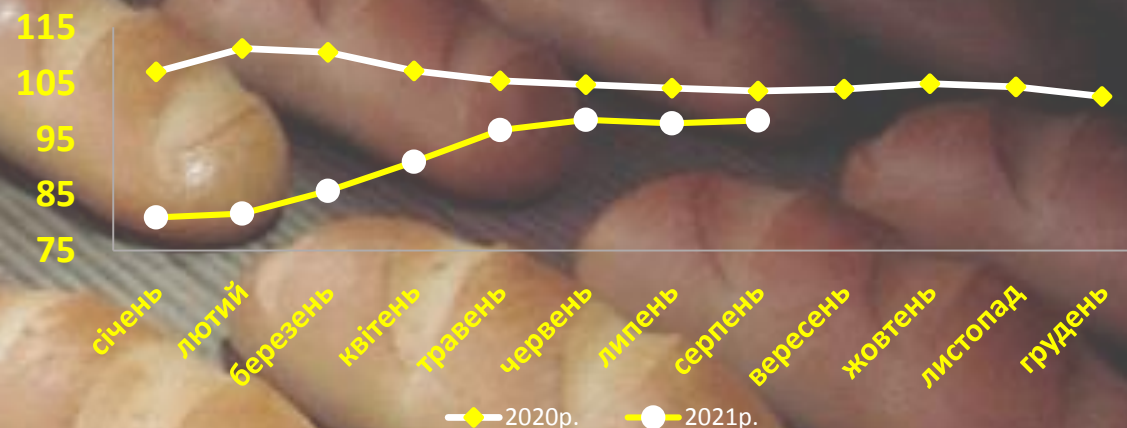 115
105
95
85
75
січень
лютий
березень
квітень
травень
червень
липень
серпень
вересень
жовтень
листопад
грудень
2020р.
2021р.